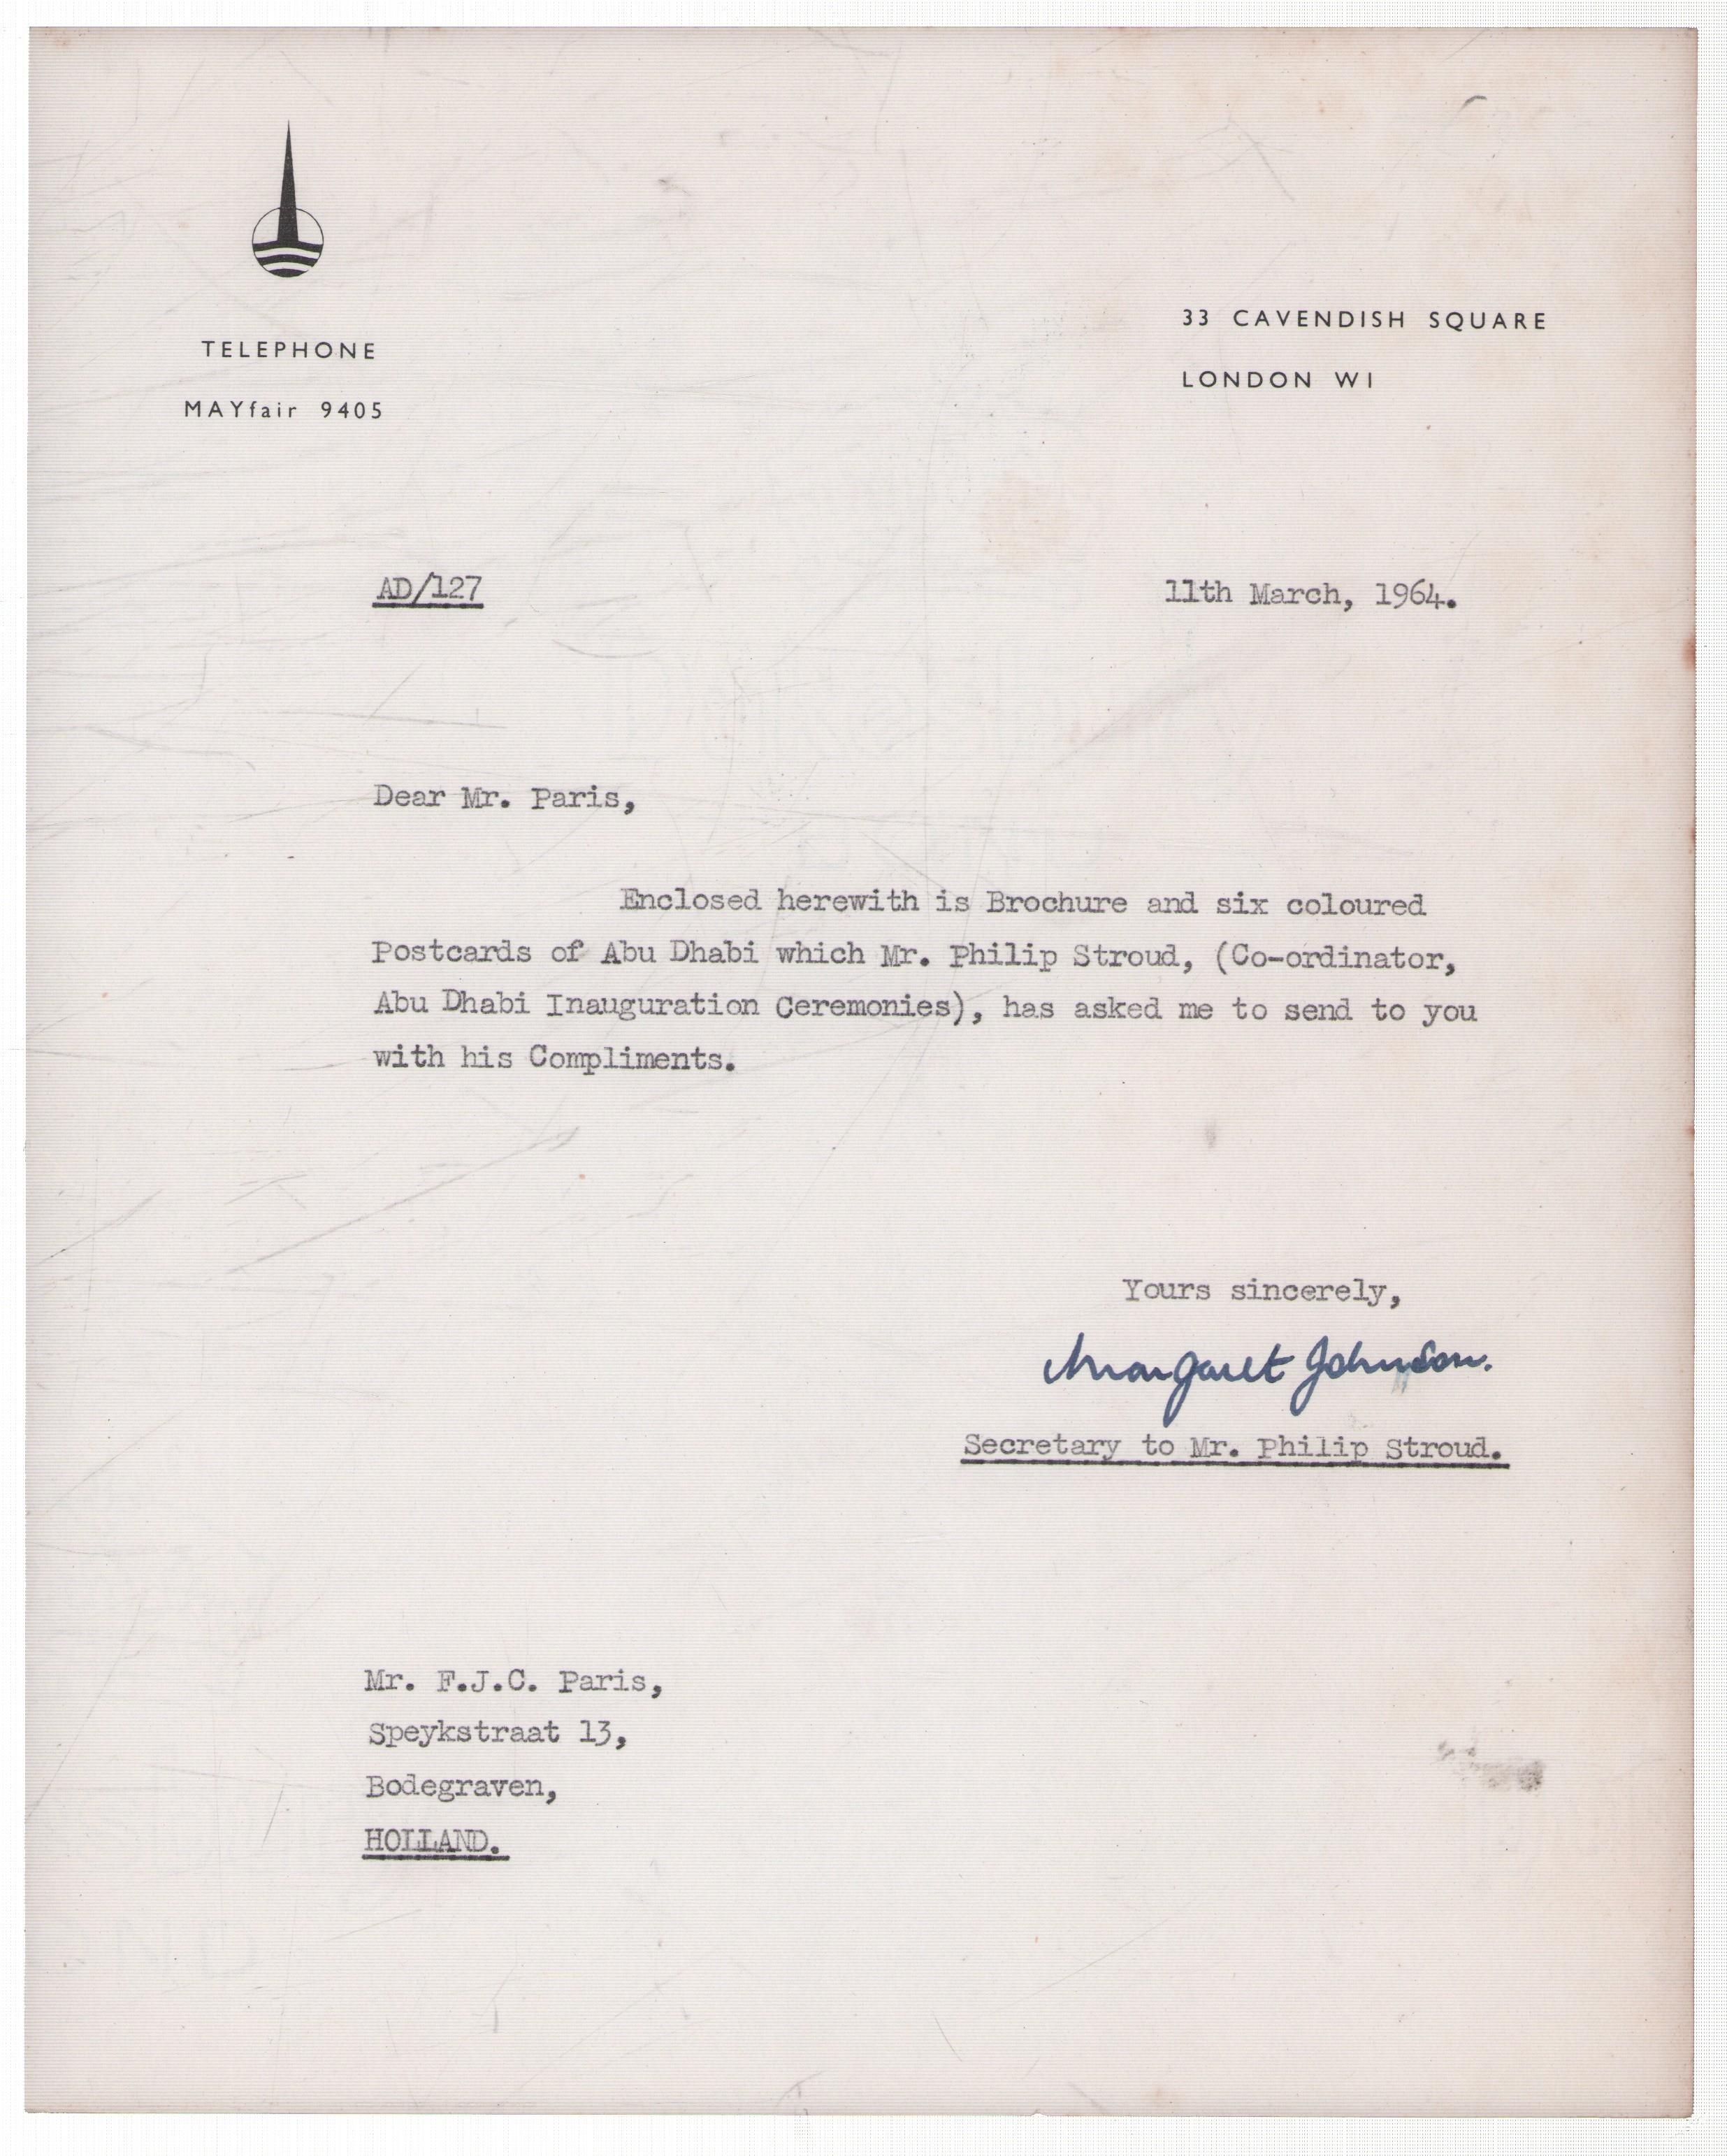 TELEPHONE
MAYfair 9405
33 CAVENDISH SQUARE
LONDON W1
AD/127
11th March, 1964.
Dear Mr. Paris,
Enclosed herewith is Brochure and six coloured
Postcards of Abu Dhabi which Mr. Philip Stroud, (Co-ordinator,
Abu Dhabi Inauguration Ceremonies), has asked me to send to you
with his Compliments.
Yours sincerely,
Margaret Johnson.
Secretary to Mr. Philip Stroud.
Mr. F.J.C. Paris,
Speykstraat 13,
Bodegraven,
HOLLAND.